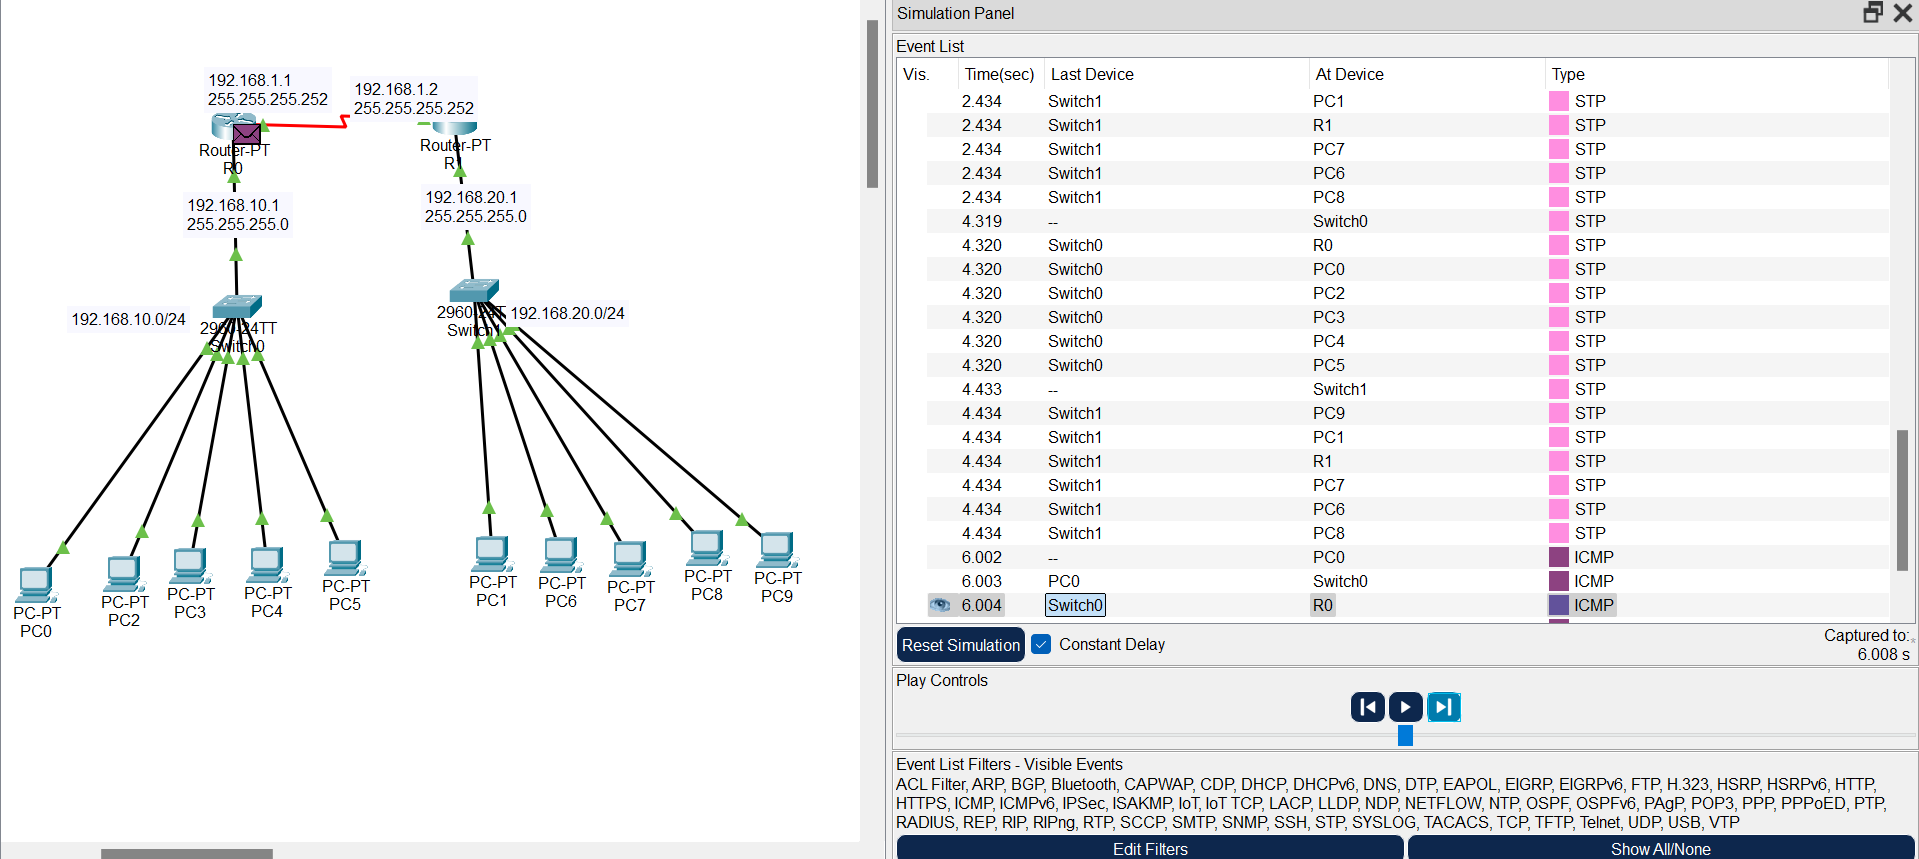 192.168.1.1
255.255.255.252
192.168.1.2
255.255.255.252
Router-PT
R0
Router-PT
192.168.10.1
255.255.255.0
192.168.20.1
255.255.255.0
192.168.10.0/24
2960-24TT
Switch0
2960-24T
Switch
192.168.20.0/24
PC-PT
PC0
PC-PT
PC2
PC-PT
PC3
PC-PT
PC4
PC-PT
PC5
PC-PT
PC1
PC-PT
PC6
PC-PT
PC7
PC-PT
PC8
PC-PT
PC9
Simulation Panel
Event List
Vis. Time(sec) Last Device At Device Type
2.434 Switch1 PC1 STP
2.434 Switch1 R1 STP
2.434 Switch1 PC7 STP
2.434 Switch1 PC6 STP
2.434 Switch1 PC8 STP
4.319 -- Switch0 STP
4.320 Switch0 R0 STP
4.320 Switch0 PC0 STP
4.320 Switch0 PC2 STP
4.320 Switch0 PC3 STP
4.320 Switch0 PC4 STP
4.320 Switch0 PC5 STP
4.433 -- Switch1 STP
4.434 Switch1 PC9 STP
4.434 Switch1 PC1 STP
4.434 Switch1 R1 STP
4.434 Switch1 PC7 STP
4.434 Switch1 PC6 STP
4.434 Switch1 PC8 STP
6.002 -- PC0 ICMP
6.003 PC0 Switch0 ICMP
6.004 Switch0 R0 ICMP
Reset Simulation Constant Delay
Captured to:
6.008 s
Play Controls
Event List Filters - Visible Events
ACL Filter, ARP, BGP, Bluetooth, CAPWAP, CDP, DHCP, DHCPv6, DNS, DTP, EAPOL, EIGRP, EIGRPv6, FTP, H.323, HSRP, HSRPv6, HTTP,
HTTPS, ICMP, ICMPv6, IPSec, ISAKMP, IoT, IoT TCP, LACP, LLDP, NDP, NETFLOW, NTP, OSPF, OSPFv6, PAgP, POP3, PPP, PPPoED, PTP,
RADIUS, REP, RIP, RIPng, RTP, SCCP, SMTP, SNMP, SSH, STP, SYSLOG, TACACS, TCP, TFTP, Telnet, UDP, USB, VTP
Edit Filters
Show All/None